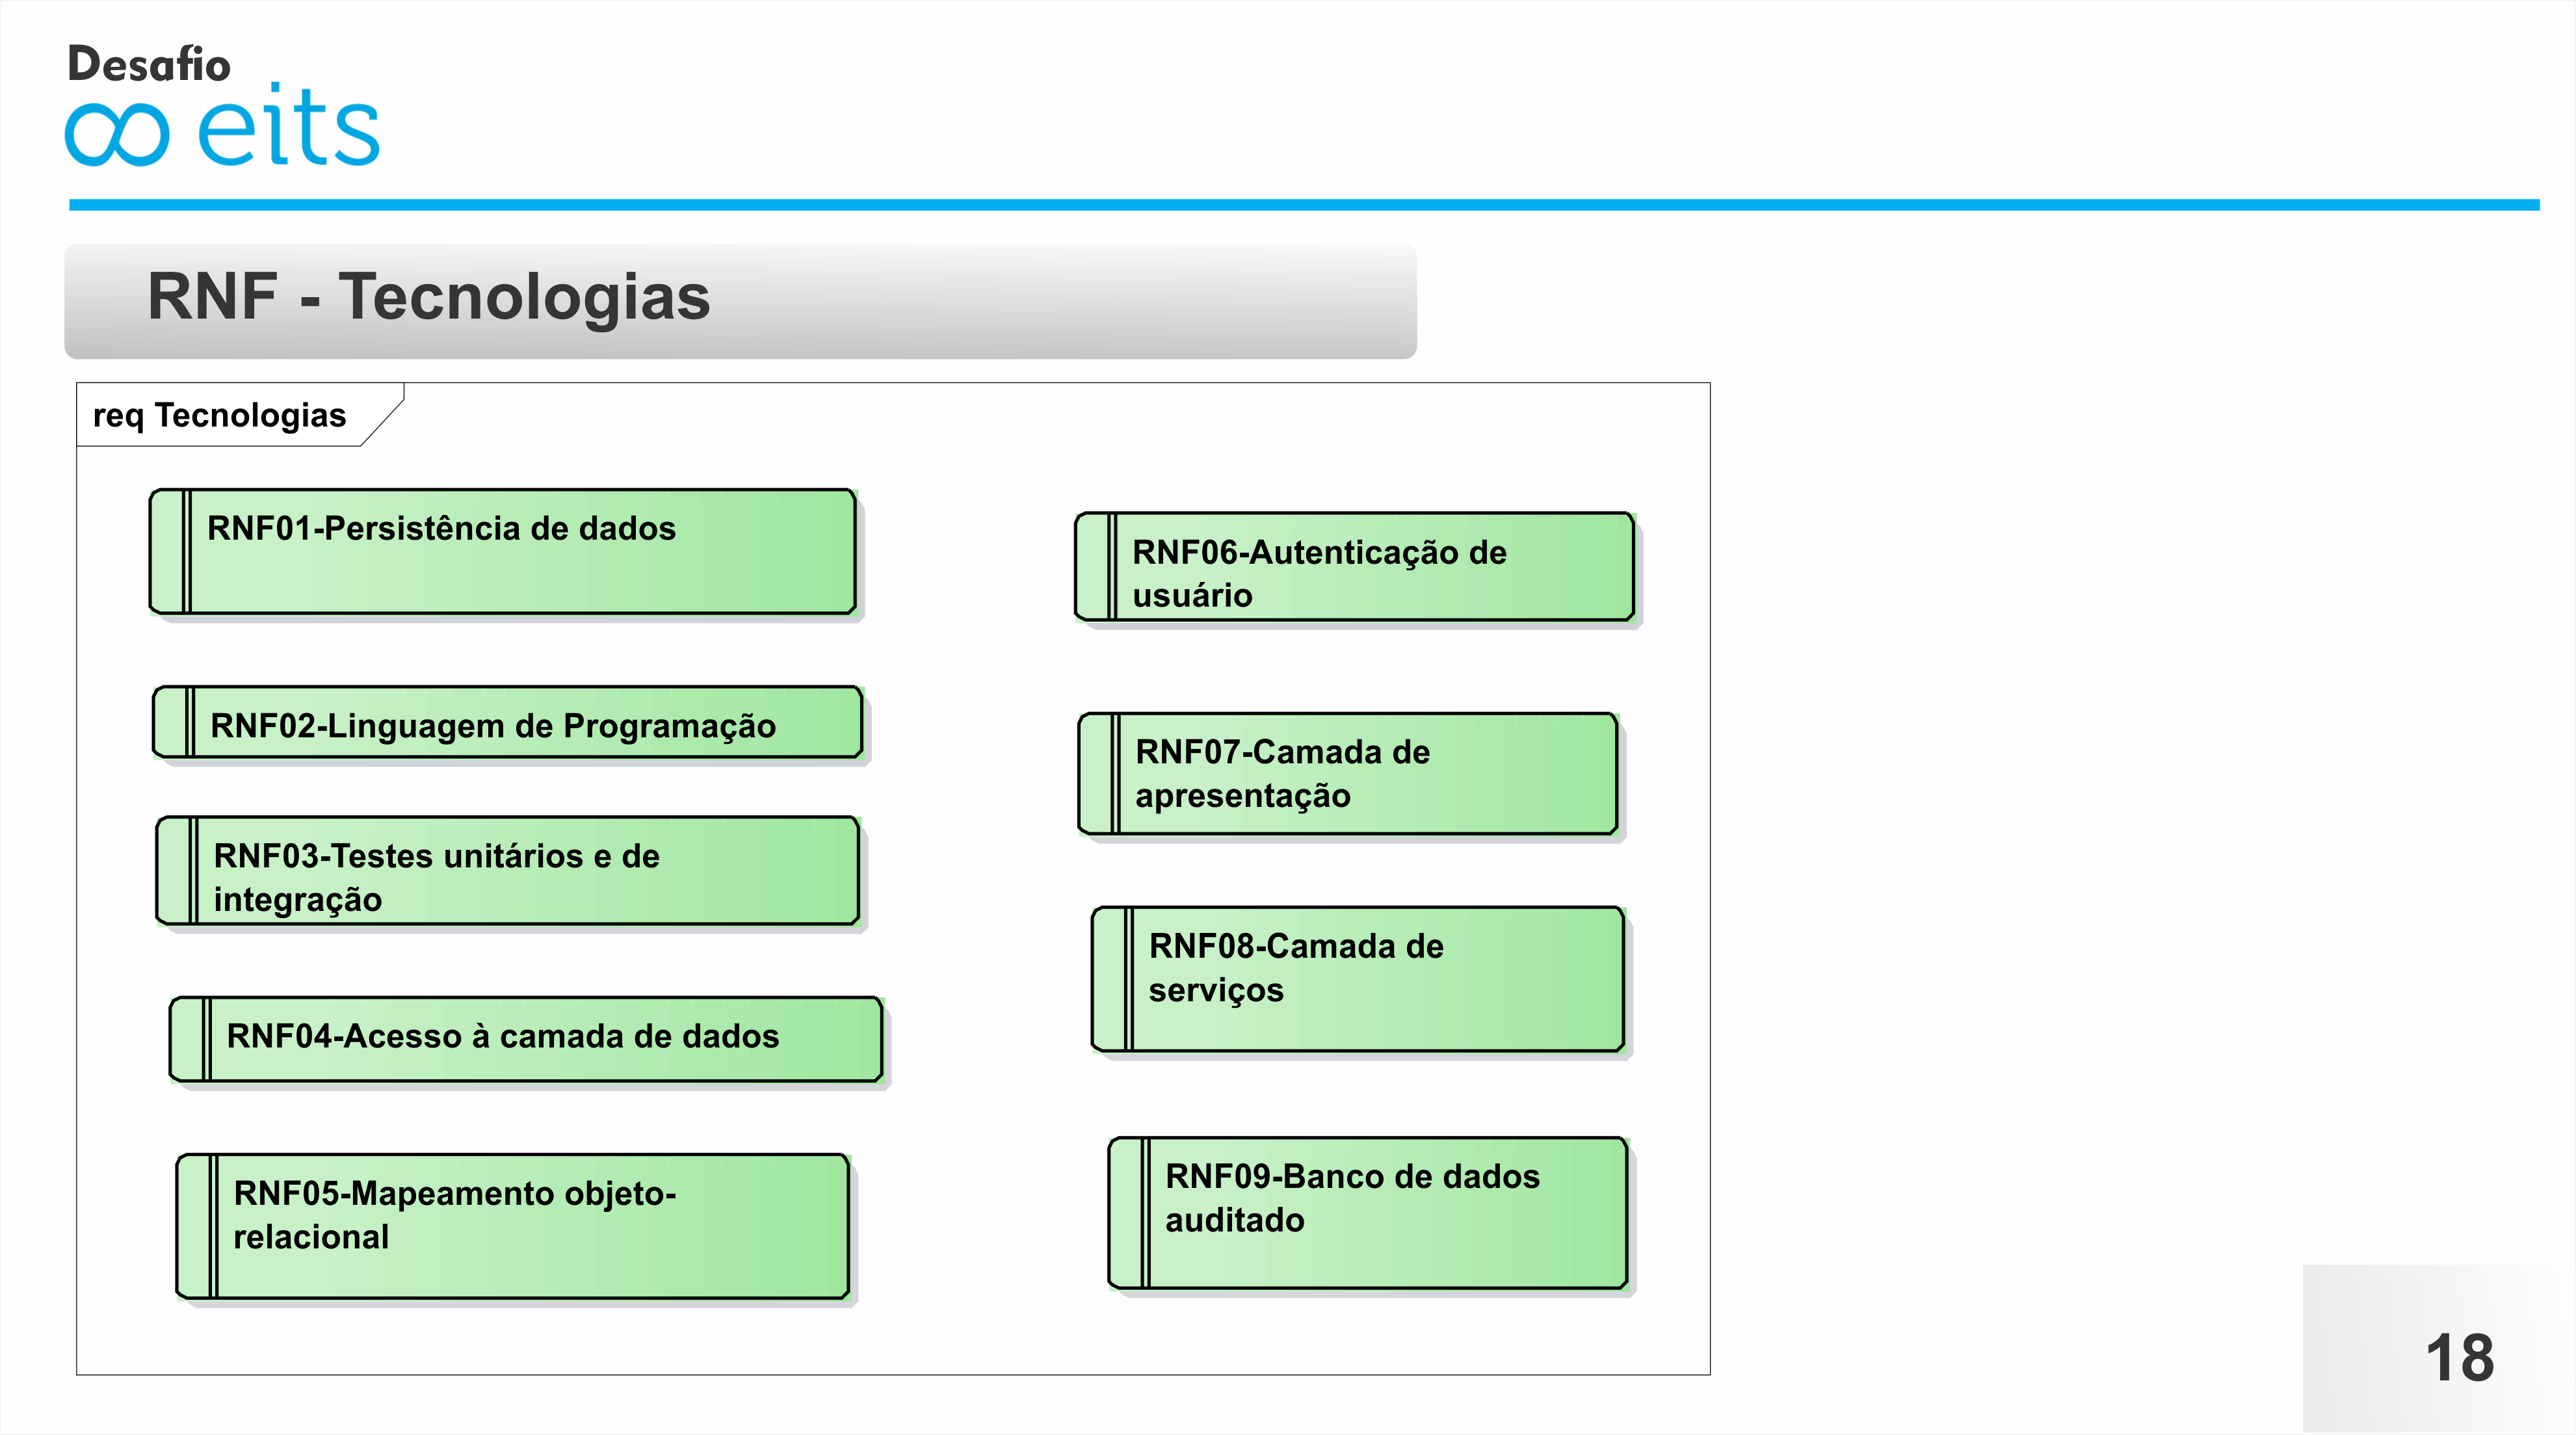 Desafio
eits
RNF - Tecnologias
req Tecnologias
RNF01-Persistência de dados
RNF02-Linguagem de Programação
RNF03-Testes unitários e de
integração
RNF04-Acesso à camada de dados
RNF05-Mapeamento objeto-
relacional
RNF06-Autenticação de
usuário
RNF07-Camada de
apresentação
RNF08-Camada de
serviços
RNF09-Banco de dados
auditado
18